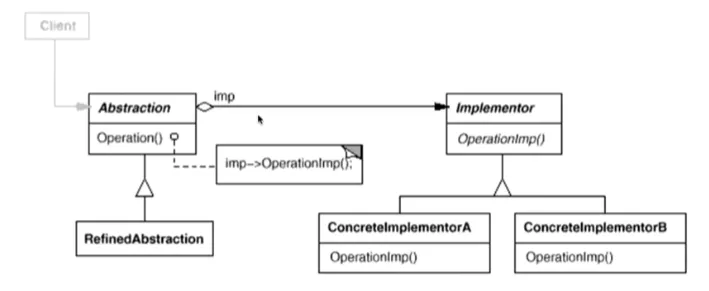 Client
Abstraction
imp
Implementor
Operation()
OperationImp()
imp->OperationImp();
RefinedAbstraction
ConcreteImplementorA
ConcreteImplementorB
OperationImp()
OperationImp()